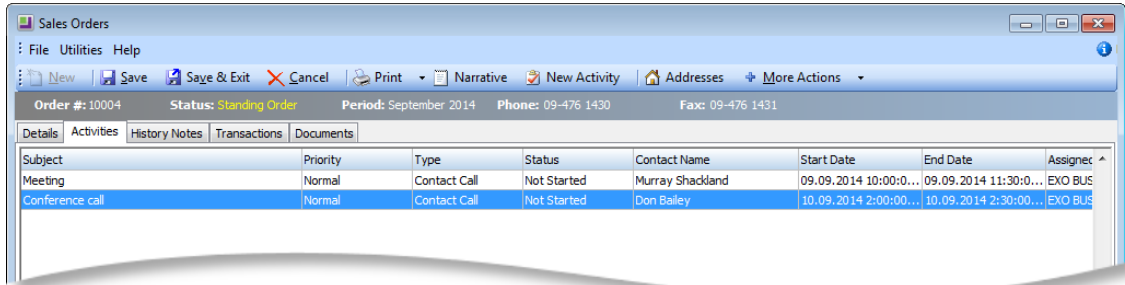 Sales Orders
File Utilities Help
New Save Save & Exit Cancel Print Narrative New Activity Addresses More Actions
Order #: 10004 Status: Standing Order Period: September 2014 Phone: 09-476 1430 Fax: 09-476 1431
Details Activities History Notes Transactions Documents
Subject Priority Type Status Contact Name Start Date End Date Assigned
Meeting Normal Contact Call Not Started Murray Shackland 09.09.2014 10:00:0... 09.09.2014 11:30:0... EXO BUS
Conference call Normal Contact Call Not Started Don Bailey 10.09.2014 2:00:00... 10.09.2014 2:30:00... EXO BUS